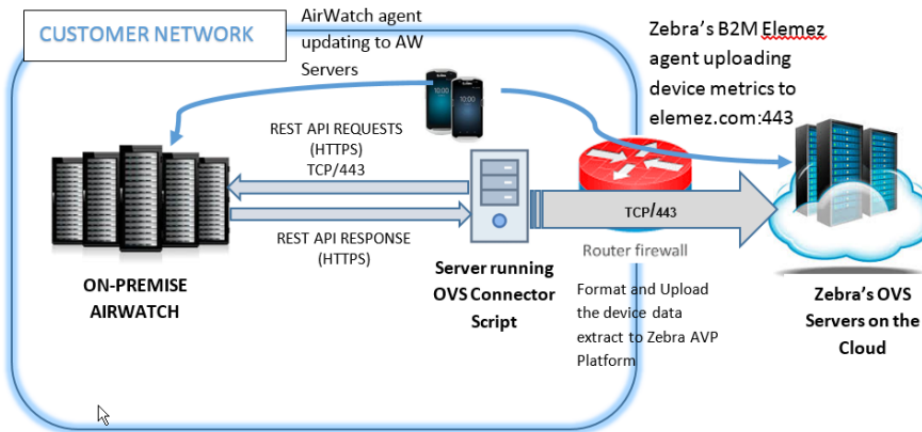 CUSTOMER NETWORK
AirWatch agent
updating to AW
Servers
Zebra's B2M Elemez
agent uploading
device metrics to
elemez.com:443
REST API REQUESTS
(HTTPS)
TCP/443
REST API RESPONSE
(HTTPS)
TCP/443
Router firewall
ON-PREMISE
AIRWATCH
Server running
OVS Connector
Script
Format and Upload
the device data
extract to Zebra AVP
Platform
Zebra's OVS
Servers on the
Cloud